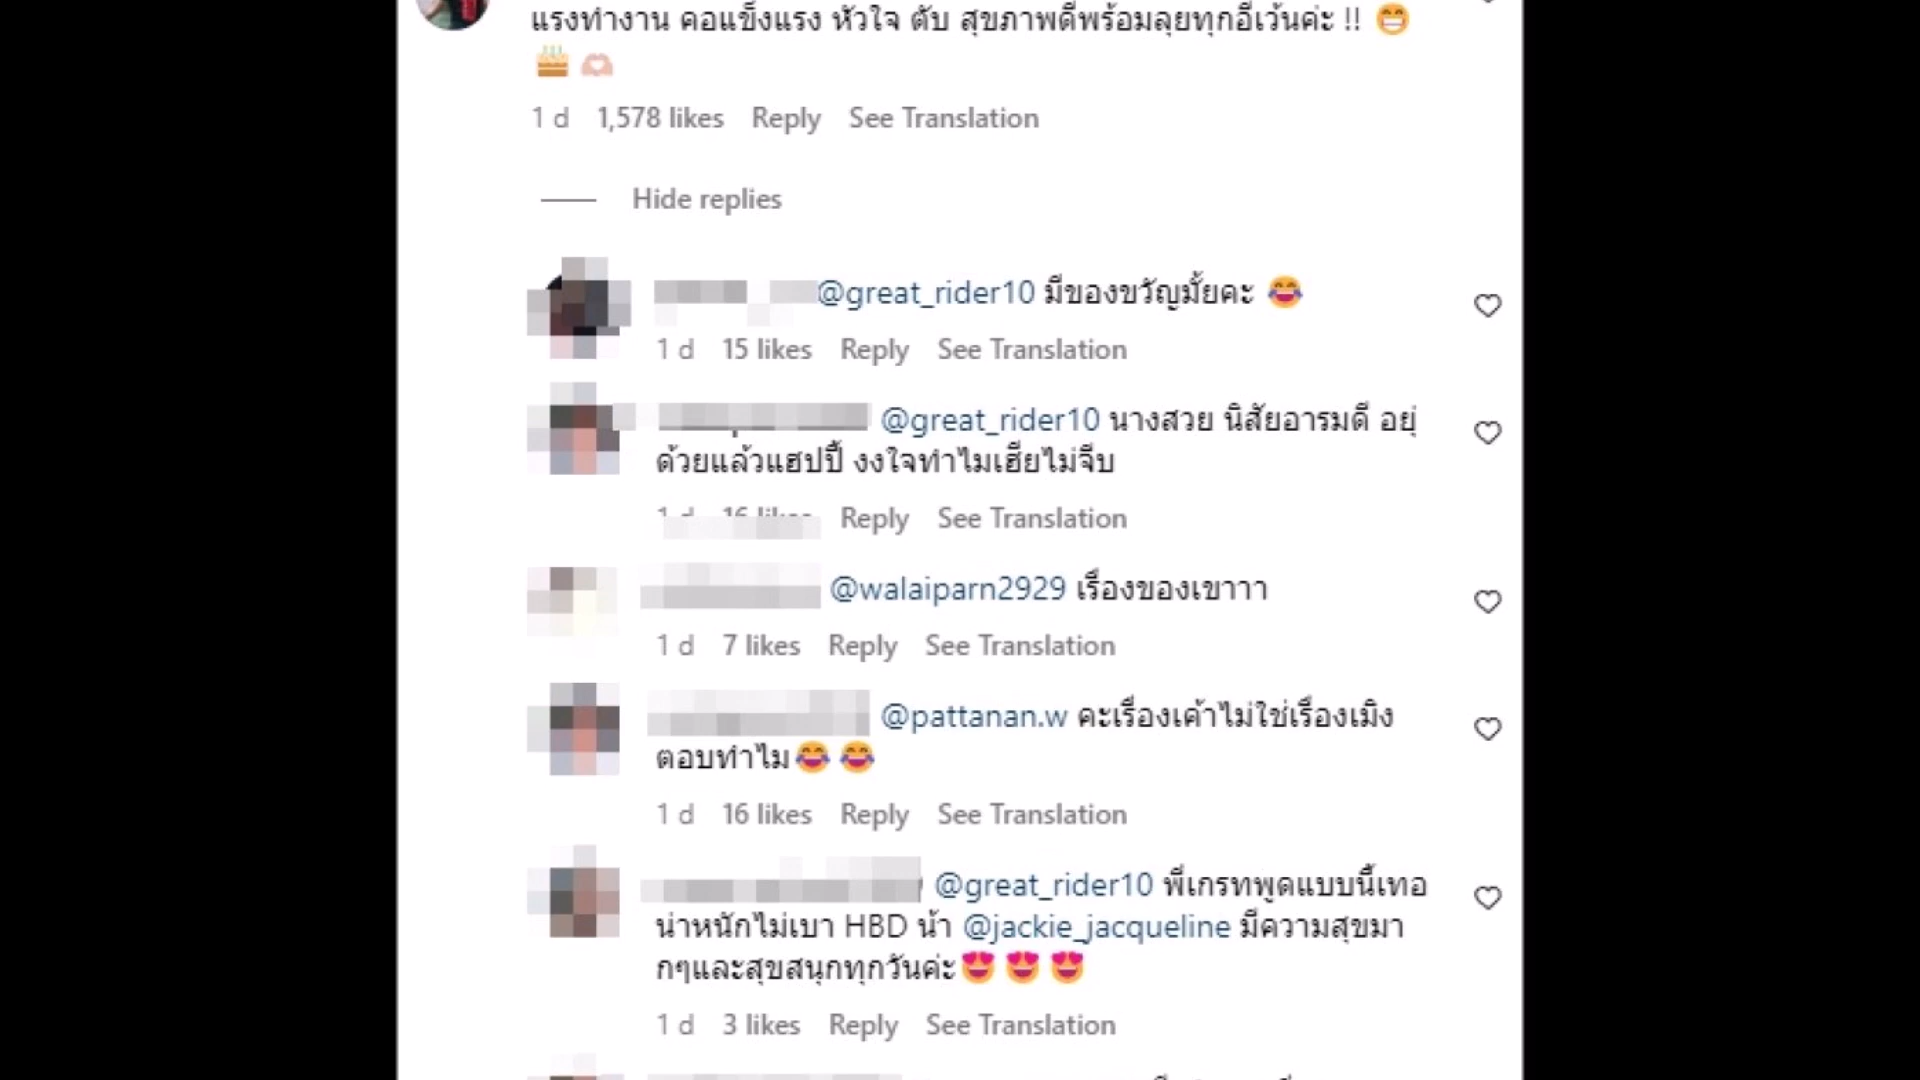 แรงทำงาน คอแข็งแรง หัวใจ ตับ สุขภาพดีพร้อมลุยทุกอีเว้นค่ะ !! 😁
🎂 🫶🏻
1 d 1,578 likes Reply See Translation
Hide replies
@great_rider10 มีของขวัญมั้ยคะ 😂
1 d 15 likes Reply See Translation
@great_rider10 นางสวย นิสัยอารมดี อยุ่
ด้วยแล้วแฮปปี้ งงใจทำไมเฮียไม่จีบ
1 d 16 likes Reply See Translation
@walaiparn2929 เรื่องของเขาาา
1 d 7 likes Reply See Translation
@pattanan.w คะเรื่องเค้าไม่ใช่เรื่องเมิง
ตอบทำไม😂 😂
1 d 16 likes Reply See Translation
@great_rider10 พี่เกรทพูดแบบนี้เทอ
น่าหนักไม่เบา HBD น้า @jackie_jacqueline มีความสุขมา
กๆและสุขสนุกทุกวันค่ะ😍 😍 😍
1 d 3 likes Reply See Translation